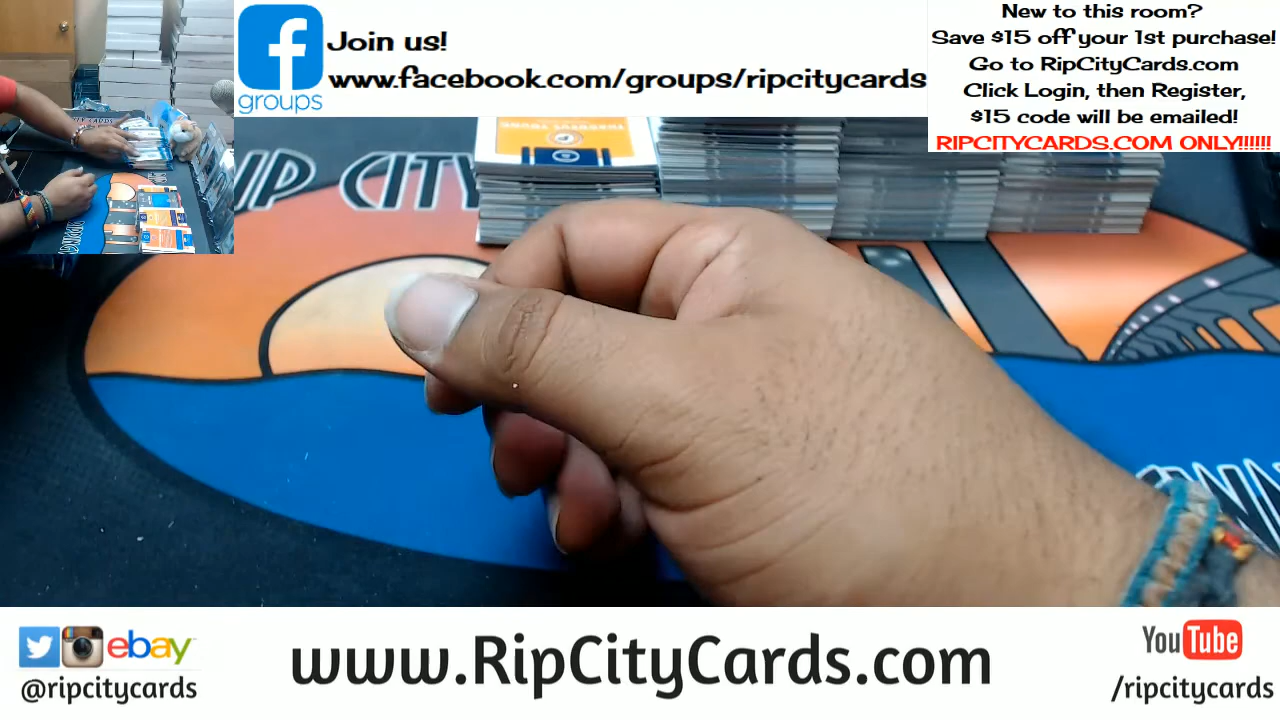 Join us!
www.facebook.com/groups/ripcitycards
groups
New to this room?
Save $15 off your 1st purchase!
Go to RipCityCards.com
Click Login, then Register,
$15 code will be emailed!
RIPCITYCARDS.COM ONLY!!!!!!
RIP CITY
ebay
@ripcitycards
www.RipCityCards.com
YouTube
/ripcitycards